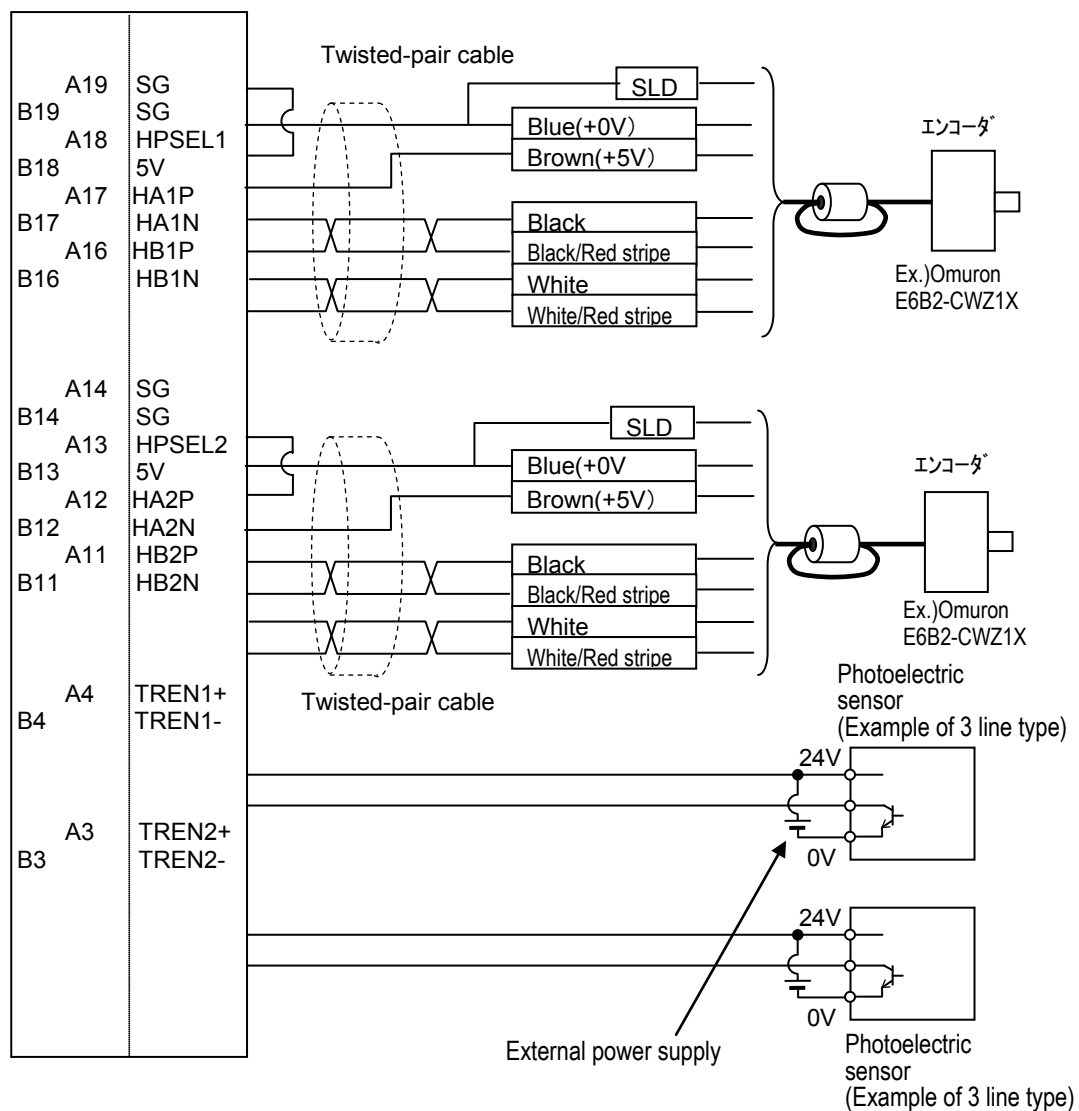 Twisted-pair cable
A19 SG
B19 SG
A18 HPSEL1
B18 5V
A17 HA1P
B17 HA1N
A16 HB1P
B16 HB1N
SLD
Blue(+0V）
Brown(+5V）
Black
Black/Red stripe
White
White/Red stripe
エンコーダ
Ex.)Omuron
E6B2-CWZ1X
A14 SG
B14 SG
A13 HPSEL2
B13 5V
A12 HA2P
B12 HA2N
A11 HB2P
B11 HB2N
SLD
Blue(+0V
Brown(+5V）
Black
Black/Red stripe
White
White/Red stripe
エンコーダ
Ex.)Omuron
E6B2-CWZ1X
Twisted-pair cable
A4 TREN1+
B4 TREN1-
Photoelectric
sensor
(Example of 3 line type)
24V
0V
A3 TREN2+
B3 TREN2-
24V
0V
External power supply
Photoelectric
sensor
(Example of 3 line type)